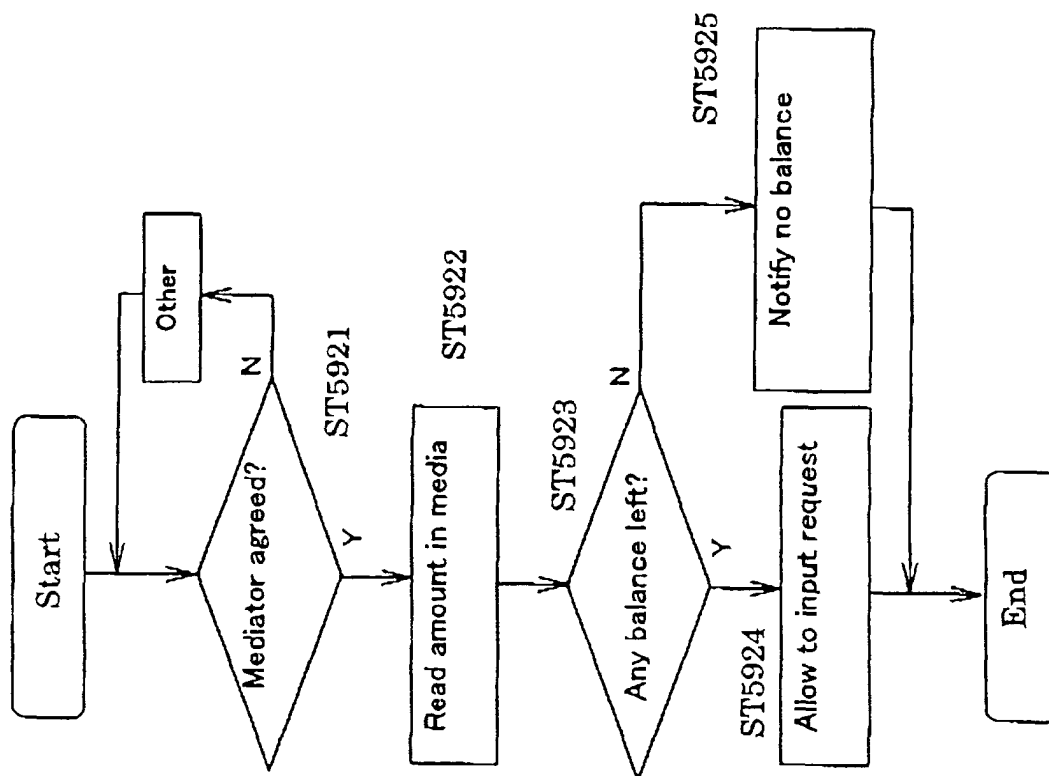 Start
Other
Mediator agreed?
N
ST5921
Y
Read amount in media
ST5922
Any balance left?
N
ST5923
Y
ST5924
Allow to input request
Notify no balance
ST5925
End